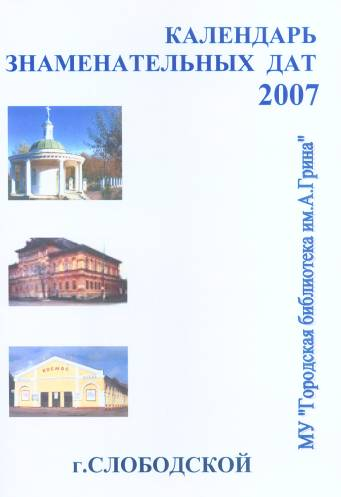 КАЛЕНДАРЬ
ЗНАМЕНАТЕЛЬНЫХ ДАТ
2007
МУ "Городская библиотека им.А.Грина"
КОСМОС
г.СЛОБОДСКОЙ